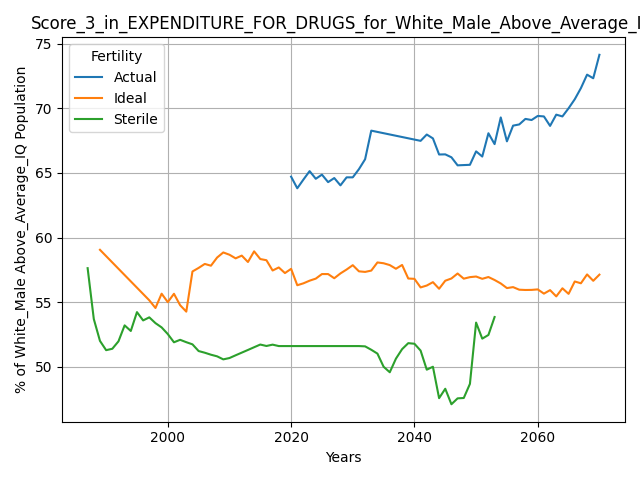 Score_3_in_EXPENDITURE_FOR_DRUGS_for_White_Male_Above_Average_I
75
70
65
60
55
50
% of White_Male Above_Average_IQ Population
Fertility
Actual
Ideal
Sterile
2000
2020
2040
2060
Years